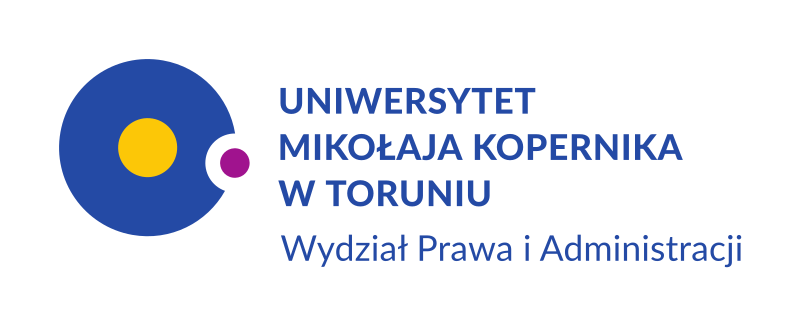 UNIWERSYTET
MIKOŁAJA KOPERNIKA
W TORUNIU
Wydział Prawa i Administracji